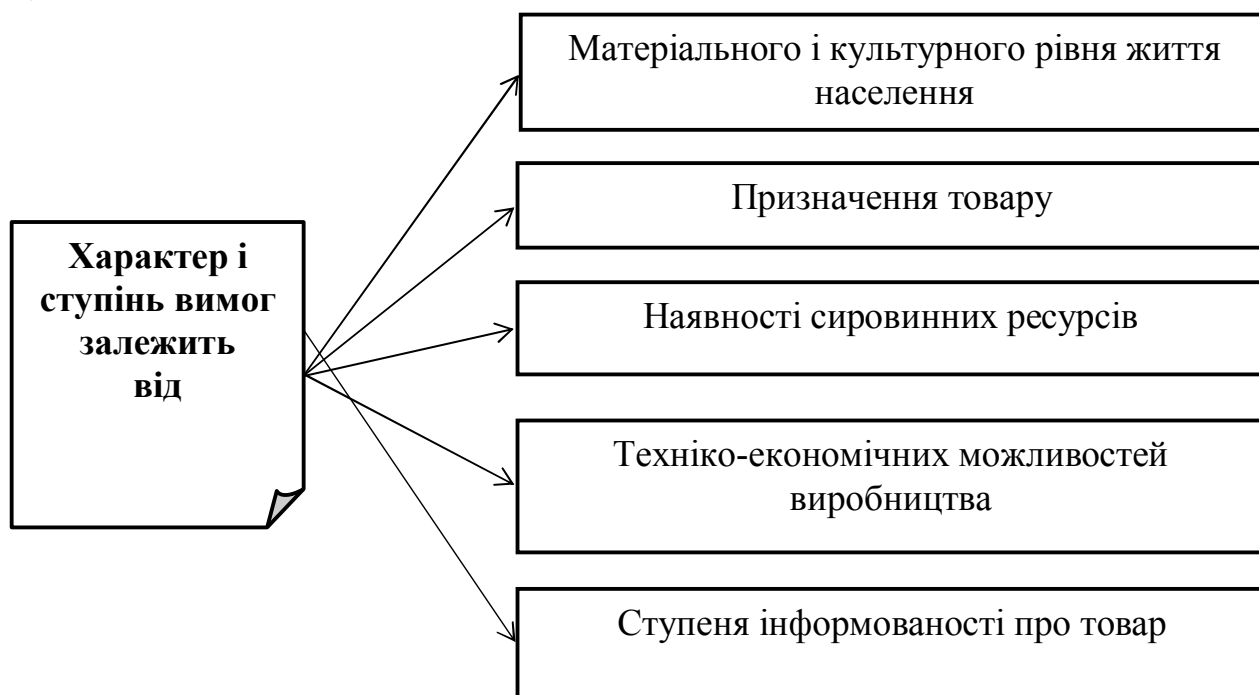 Характер і
ступінь вимог
залежить
від
Матеріального і культурного рівня життя
населення
Призначення товару
Наявності сировинних ресурсів
Техніко-економічних можливостей
виробництва
Ступеня інформованості про товар